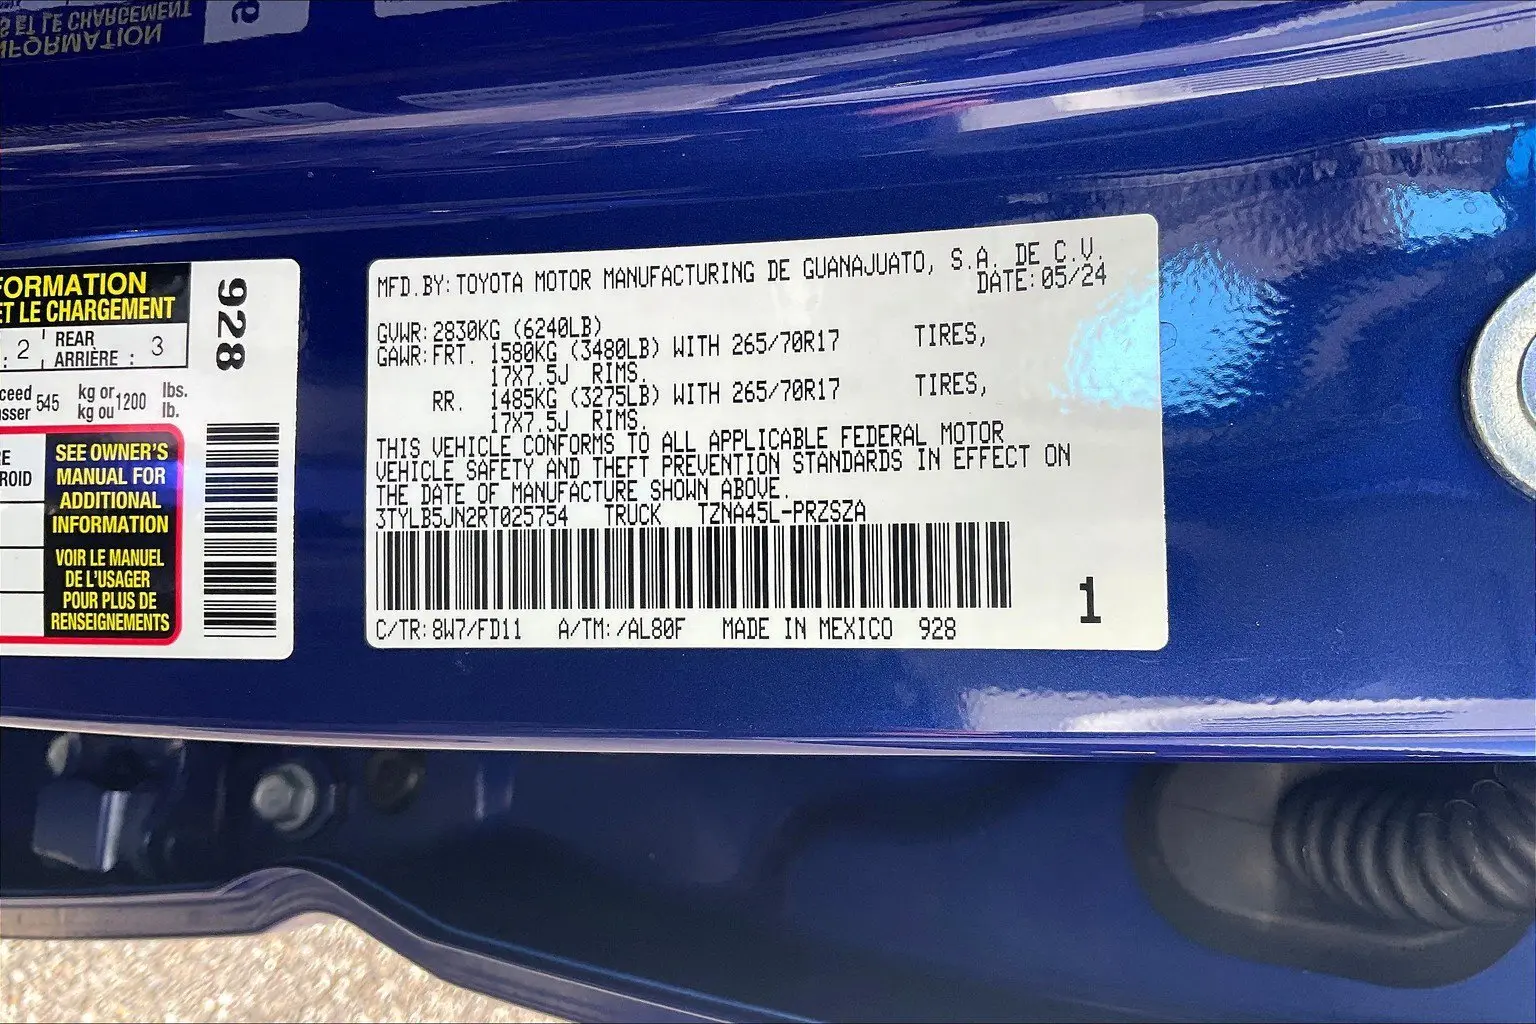 FORMATION
ET LE CHARGEMENT
: 2 REAR ARRIÈRE : 3
ceed 545 kg or 1200 lbs.
sser kg ou lb.
RE
ROID
SEE OWNER'S
MANUAL FOR
ADDITIONAL
INFORMATION
VOIR LE MANUEL
DE L'USAGER
POUR PLUS DE
RENSEIGNEMENTS
928
MFD.BY:TOYOTA MOTOR MANUFACTURING DE GUANAJUATO, S.A. DE C.V.
DATE:05/24
GVWR:2830KG (6240LB)
GAWR:FRT. 1580KG (3480LB) WITH 265/70R17 TIRES,
17X7.5J RIMS.
RR. 1485KG (3275LB) WITH 265/70R17 TIRES,
17X7.5J RIMS.
THIS VEHICLE CONFORMS TO ALL APPLICABLE FEDERAL MOTOR
VEHICLE SAFETY AND THEFT PREVENTION STANDARDS IN EFFECT ON
THE DATE OF MANUFACTURE SHOWN ABOVE.
3TYLB5JN2RT025754 TRUCK TZNA45L-PRZSZA
1
C/TR:8W7/FD11 A/TM:/AL80F MADE IN MEXICO 928